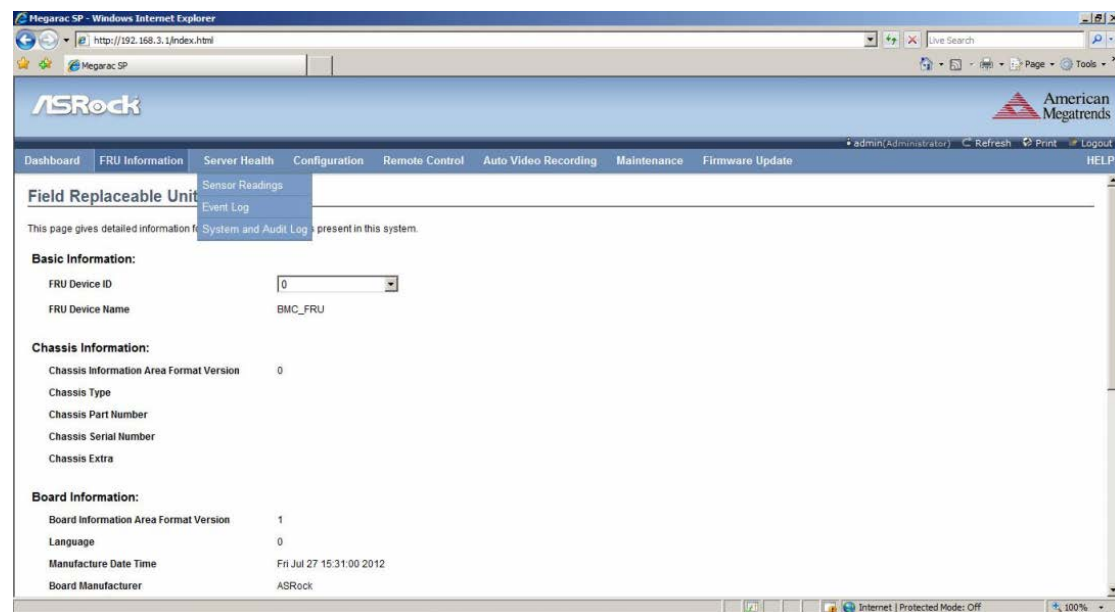 Megarac SP - Windows Internet Explorer
http://192.168.3.1/index.html
Live Search
Megarac SP
Page Tools
ASRock
American
Megatrends
admin(Administrator) Refresh Print Logout
Dashboard FRU Information Server Health Configuration Remote Control Auto Video Recording Maintenance Firmware Update HELP
Sensor Readings
Event Log
System and Audit Log
Field Replaceable Unit
This page gives detailed information present in this system.
Basic Information:
FRU Device ID 0
FRU Device Name BMC_FRU
Chassis Information:
Chassis Information Area Format Version 0
Chassis Type
Chassis Part Number
Chassis Serial Number
Chassis Extra
Board Information:
Board Information Area Format Version 1
Language 0
Manufacture Date Time Fri Jul 27 15:31:00 2012
Board Manufacturer ASRock
Internet | Protected Mode: Off 100%